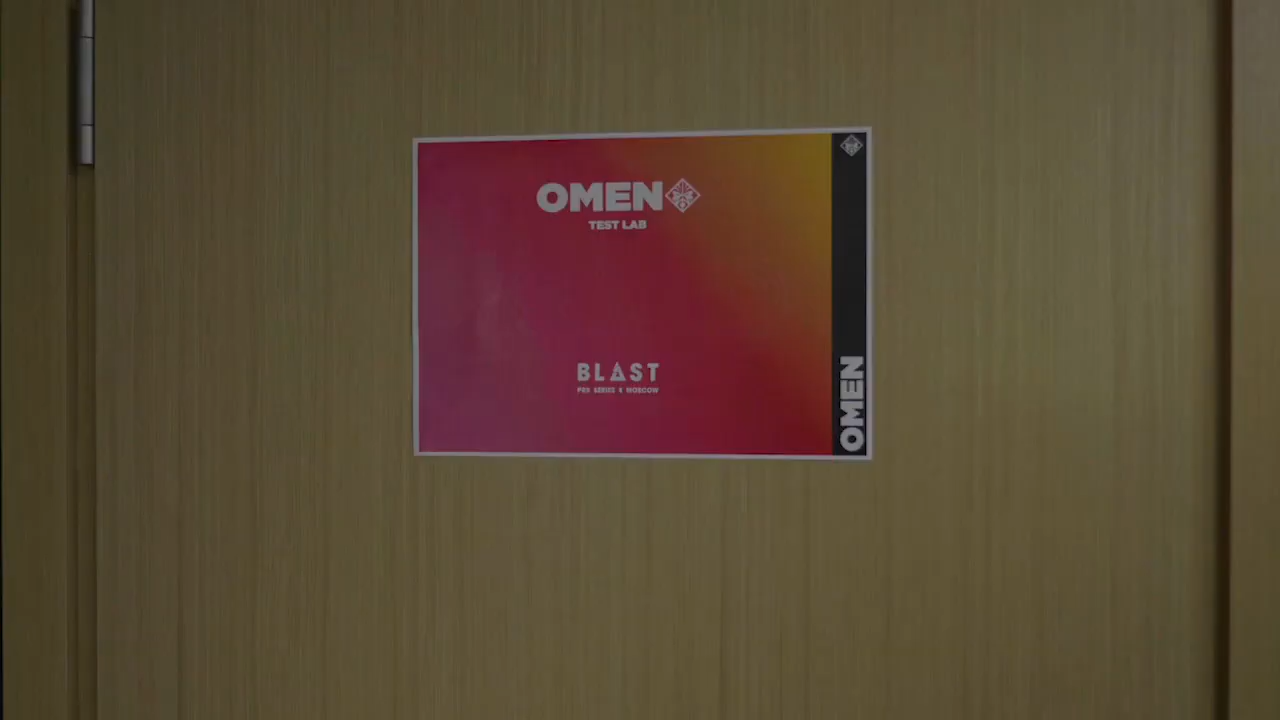 OMEN
TEST LAB
BLAST
PRO SERIES MOSCOW
OMEN